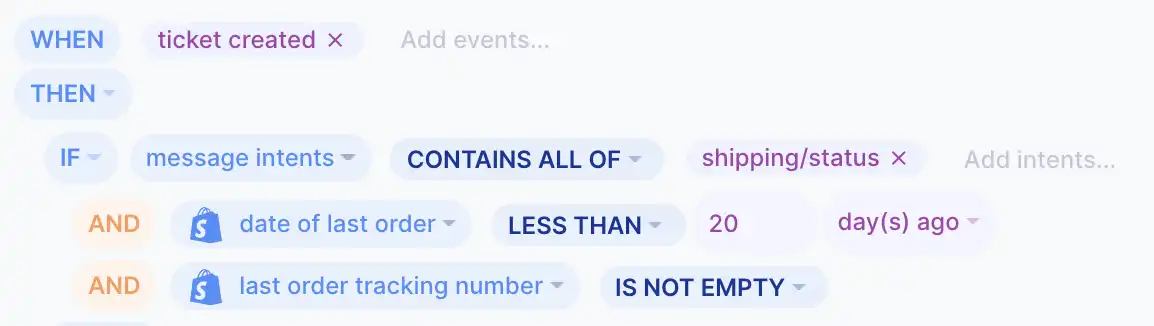 WHEN ticket created × Add events...
THEN
IF message intents CONTAINS ALL OF shipping/status × Add intents...
AND date of last order LESS THAN 20 day(s) ago
AND last order tracking number IS NOT EMPTY